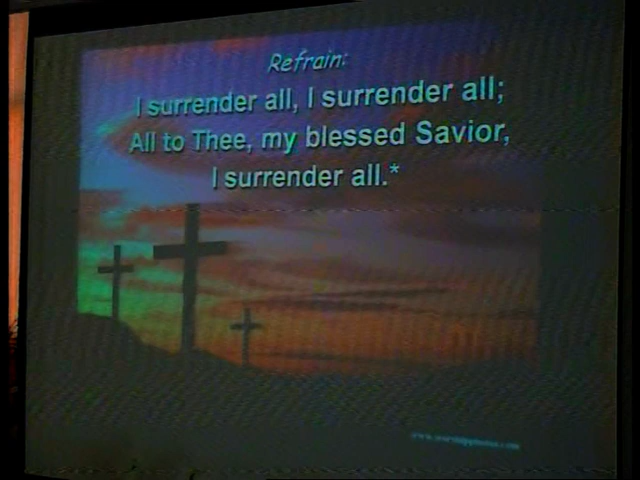 Refrain:
I surrender all, I surrender all;
All to Thee, my blessed Savior,
I surrender all.*